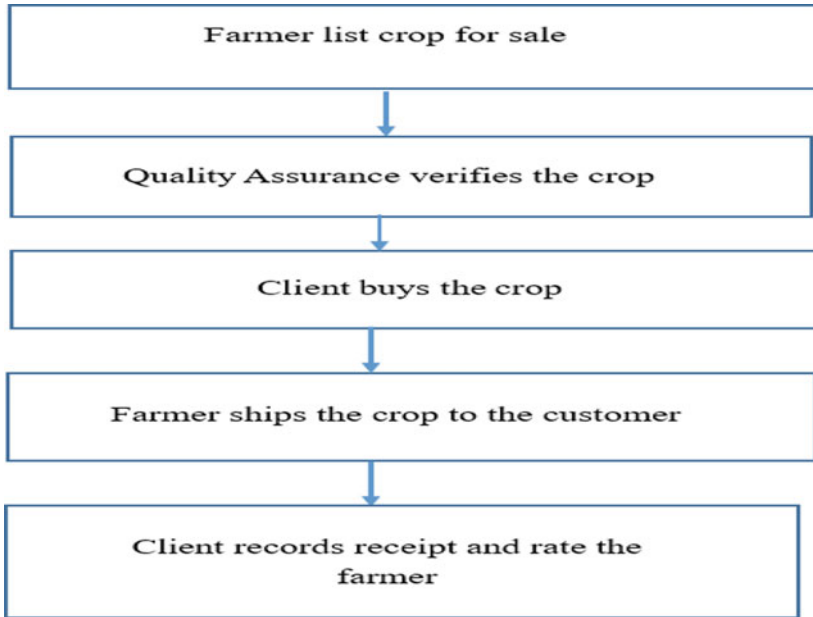 Farmer list crop for sale
Quality Assurance verifies the crop
Client buys the crop
Farmer ships the crop to the customer
Client records receipt and rate the
farmer